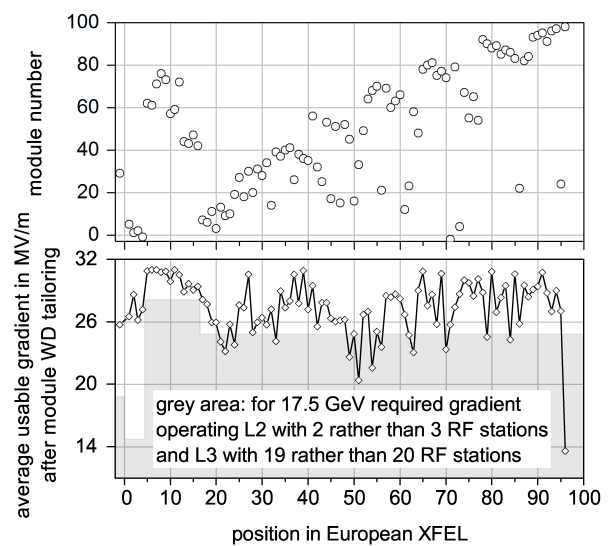 100
80
60
40
20
0
module number
32
26
20
14
average usable gradient in MV/m
after module WD tailoring
grey area: for 17.5 GeV required gradient
operating L2 with 2 rather than 3 RF stations
and L3 with 19 rather than 20 RF stations
0 10 20 30 40 50 60 70 80 90 100
position in European XFEL